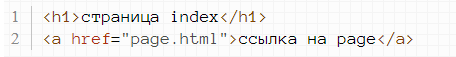 1 <h1>страница index</h1>
2 <a href="page.html">ссылка на page</a>